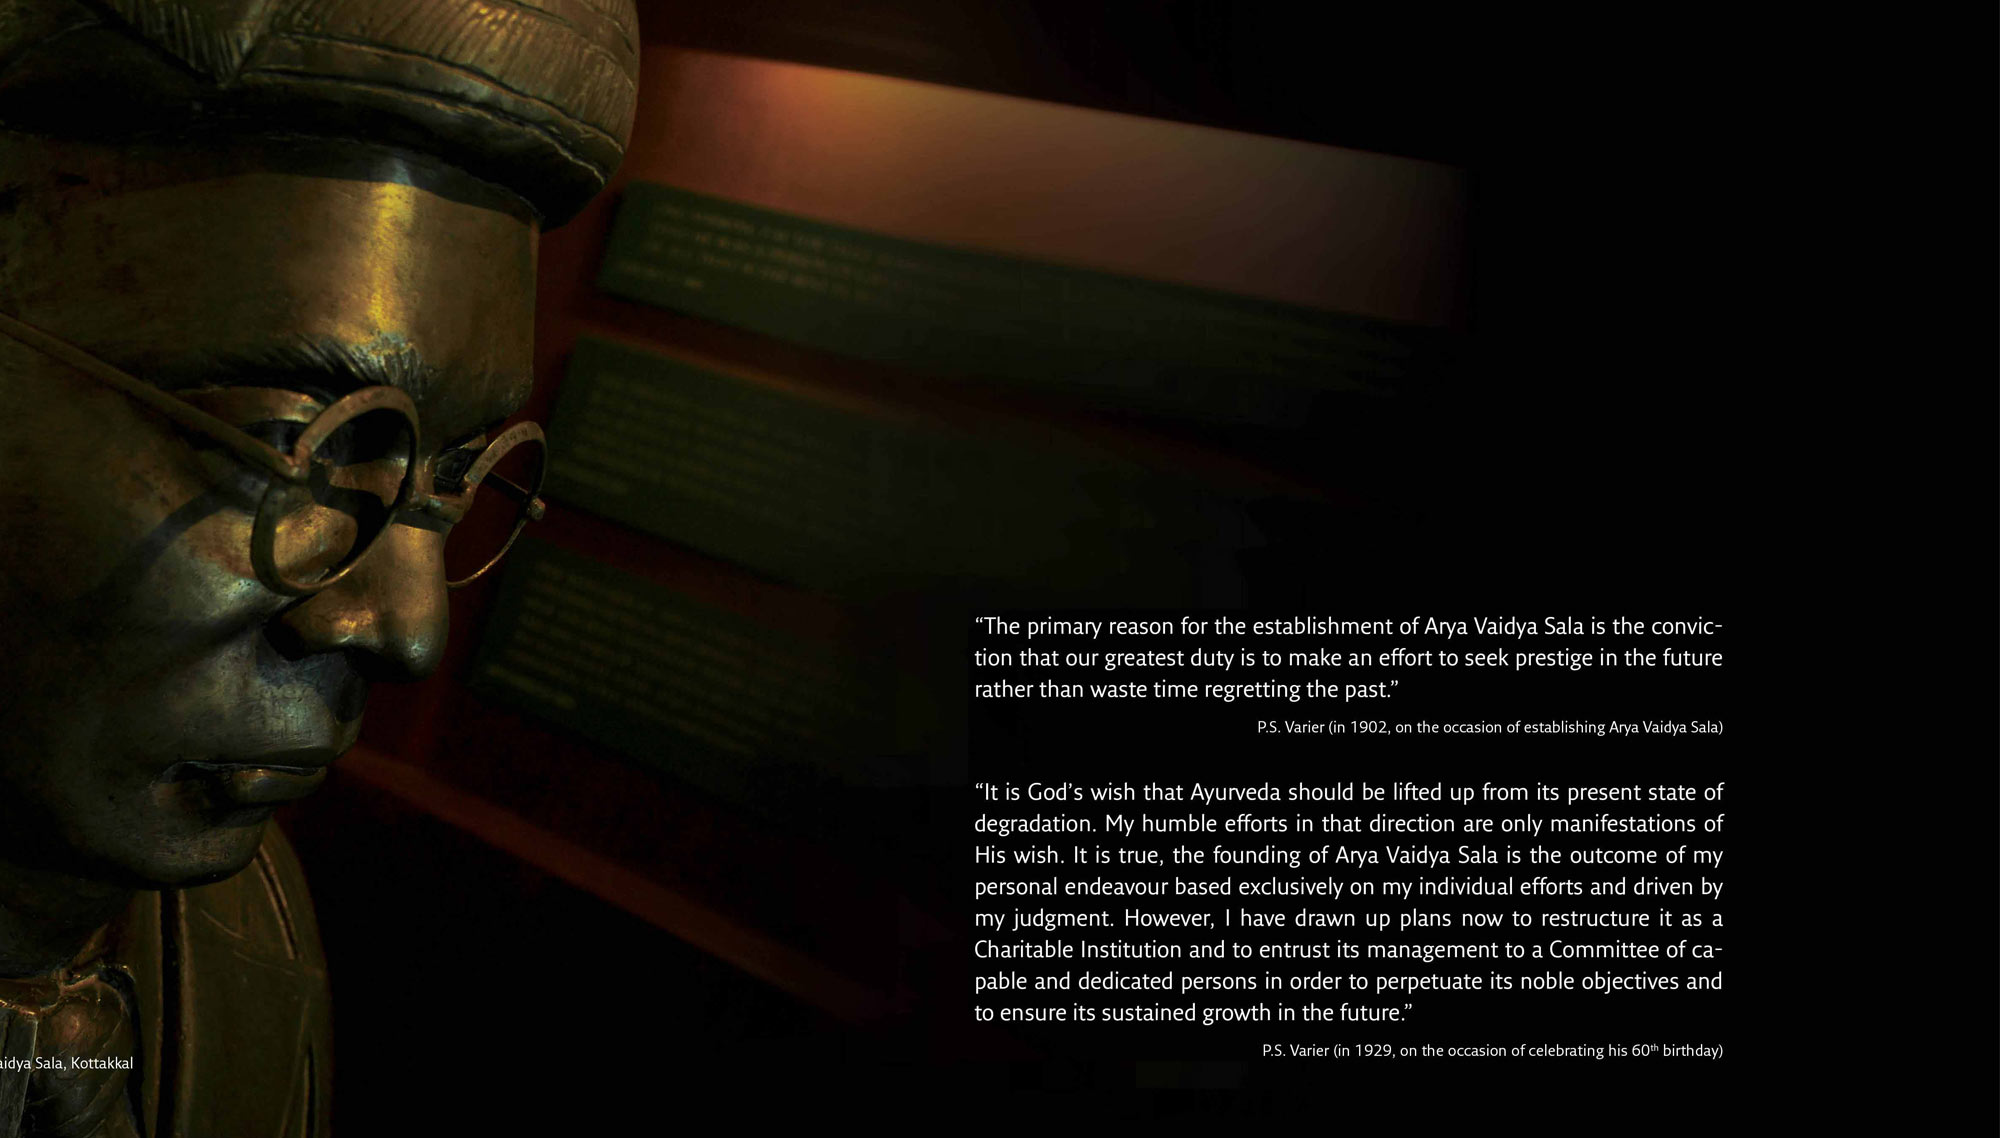 “The primary reason for the establishment of Arya Vaidya Sala is the convic-
tion that our greatest duty is to make an effort to seek prestige in the future
rather than waste time regretting the past.”
P.S. Varier (in 1902, on the occasion of establishing Arya Vaidya Sala)
“It is God’s wish that Ayurveda should be lifted up from its present state of
degradation. My humble efforts in that direction are only manifestations of
His wish. It is true, the founding of Arya Vaidya Sala is the outcome of my
personal endeavour based exclusively on my individual efforts and driven by
my judgment. However, I have drawn up plans now to restructure it as a
Charitable Institution and to entrust its management to a Committee of ca-
pable and dedicated persons in order to perpetuate its noble objectives and
to ensure its sustained growth in the future.”
P.S. Varier (in 1929, on the occasion of celebrating his 60th birthday)
aidya Sala, Kottakkal